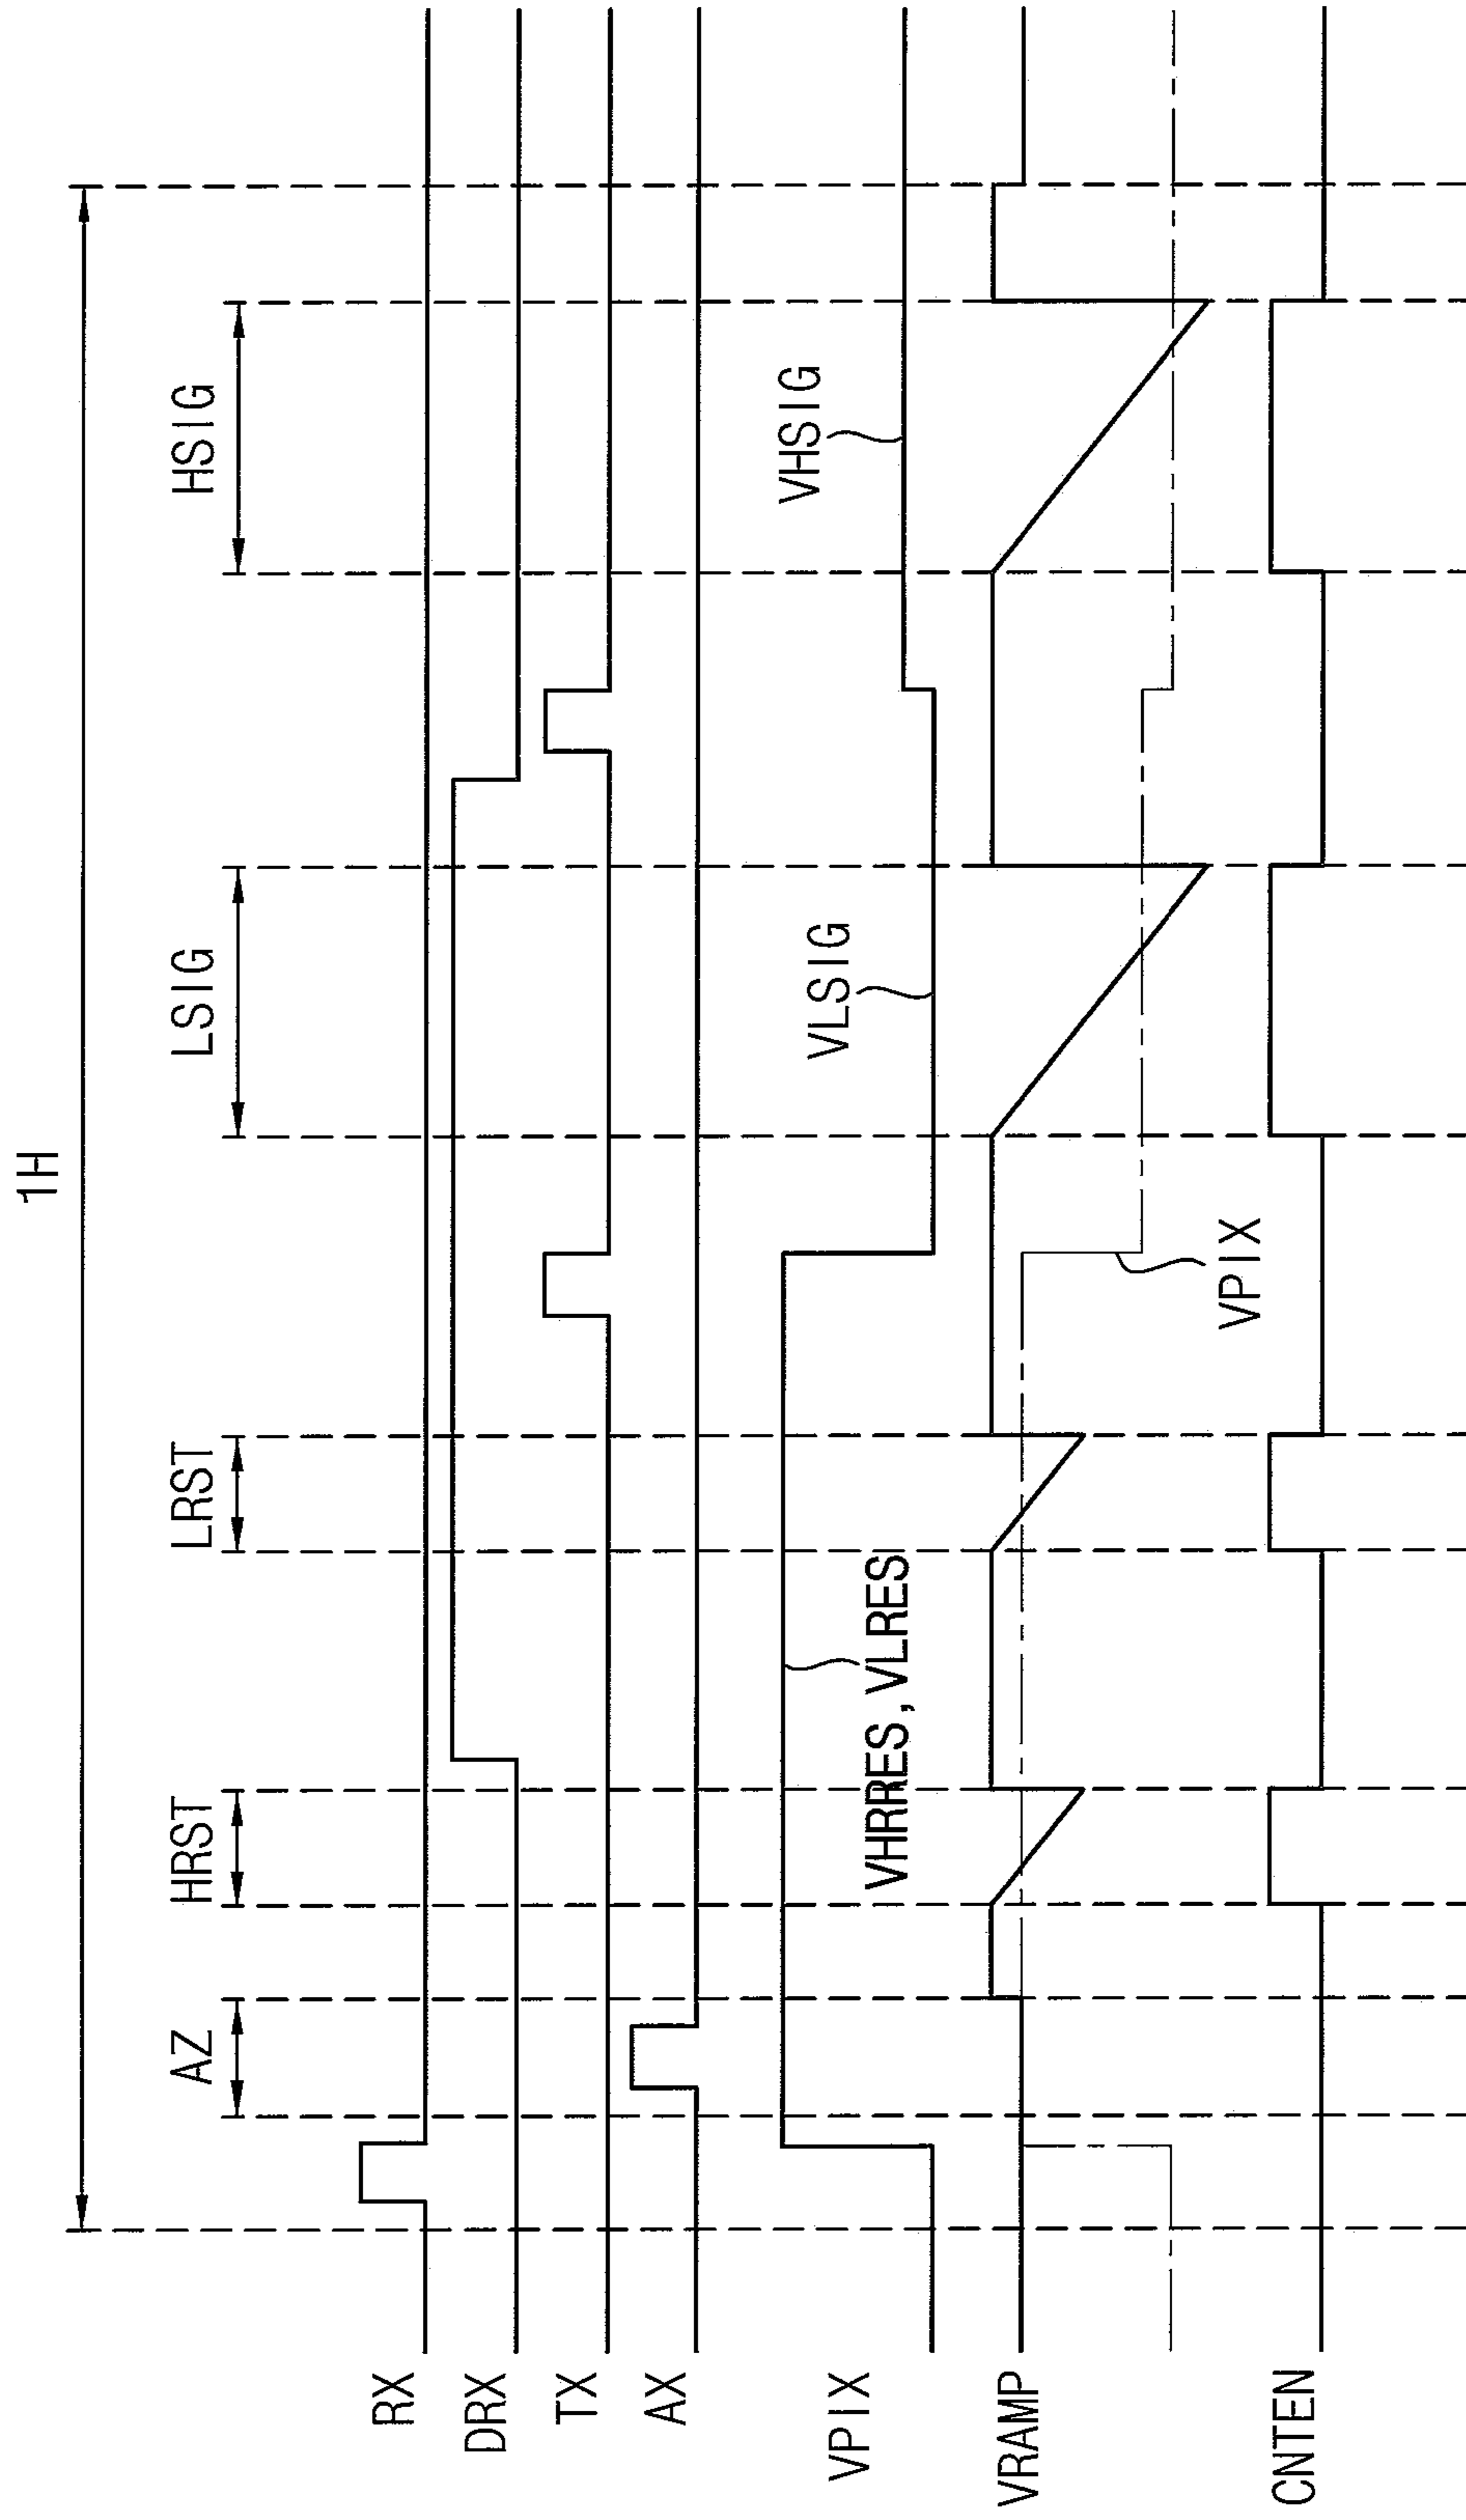 1H
AZ
HRST
LRST
LSIG
HSIG
RX
DRX
TX
AX
VPIX
VHRRES, VLRES
VLSIG
VHSIG
VRAMP
VPIX
CNTEN